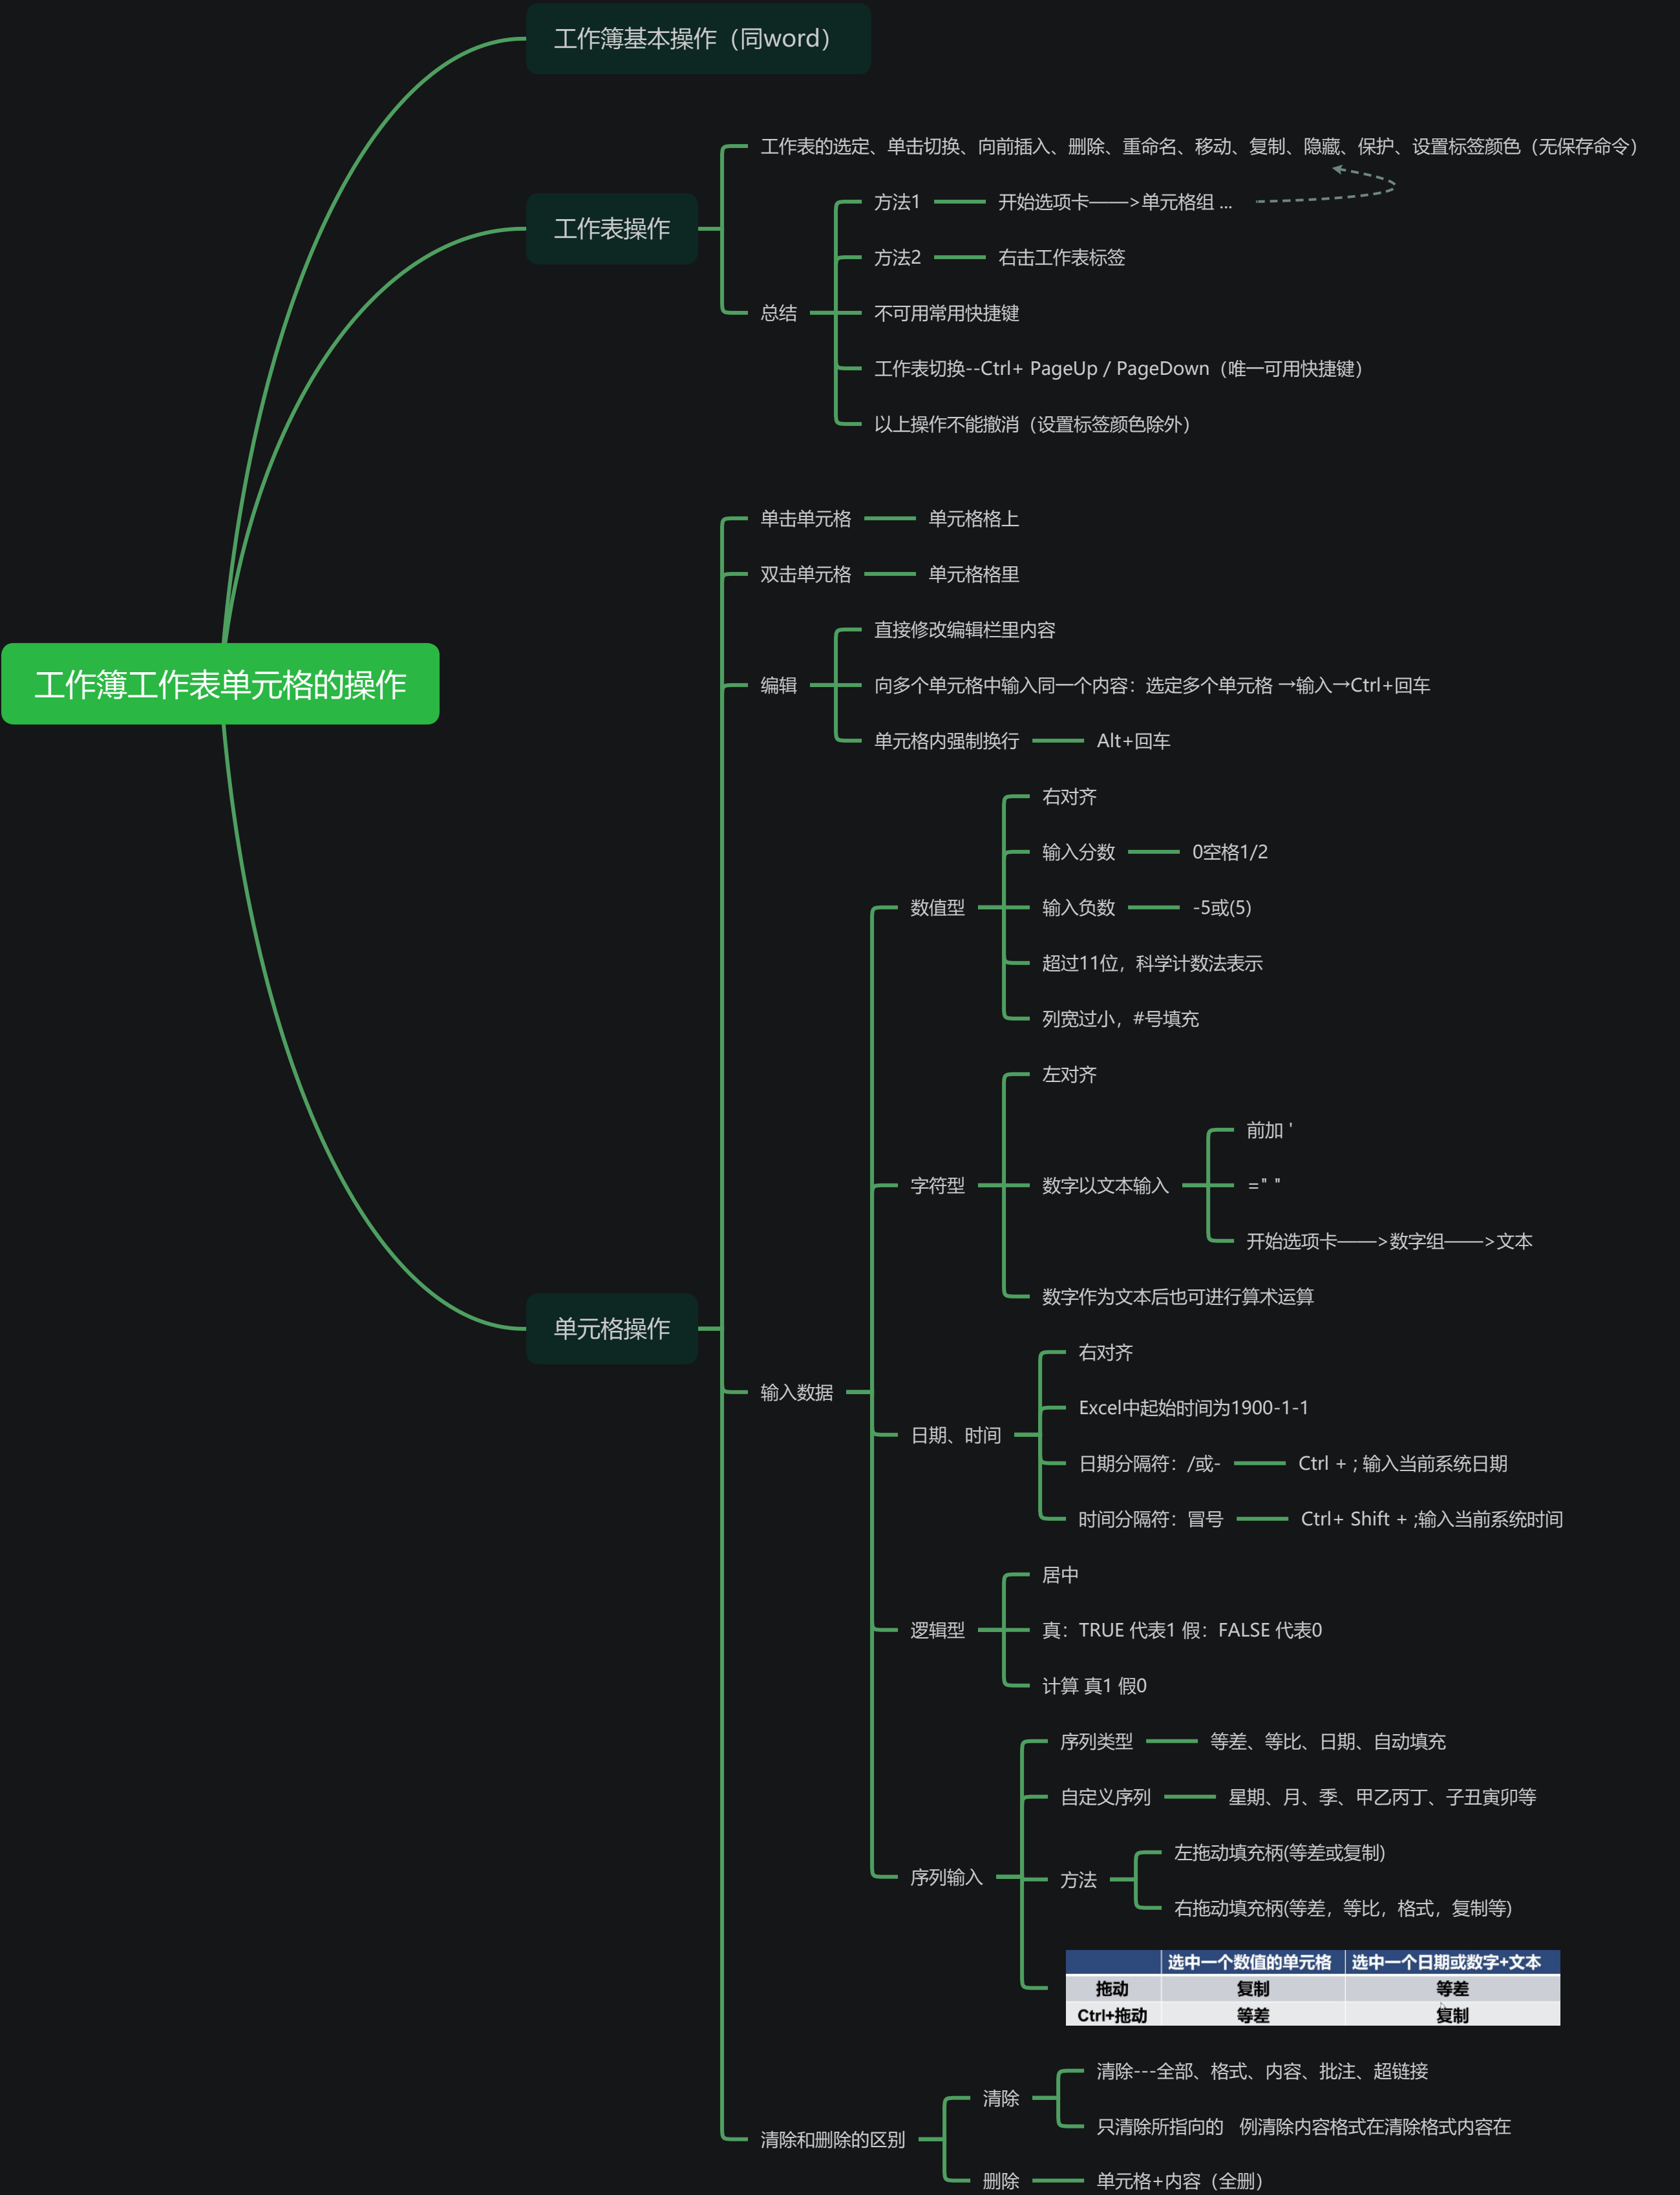 工作簿基本操作（同word）
工作表的选定、单击切换、向前插入、删除、重命名、移动、复制、隐藏、保护、设置标签颜色（无保存命令）
方法1
开始选项卡——>单元格组 ...
工作表操作
方法2
右击工作表标签
总结
不可用常用快捷键
工作表切换--Ctrl+ PageUp / PageDown（唯一可用快捷键）
以上操作不能撤消（设置标签颜色除外）
单击单元格
单元格格上
双击单元格
单元格格里
直接修改编辑栏里内容
工作簿工作表单元格的操作
编辑
向多个单元格中输入同一个内容：选定多个单元格 →输入→Ctrl+回车
单元格内强制换行
Alt+回车
右对齐
输入分数
0空格1/2
数值型
输入负数
-5或(5)
超过11位，科学计数法表示
列宽过小，#号填充
左对齐
前加 '
字符型
数字以文本输入
=" "
开始选项卡——>数字组——>文本
数字作为文本后也可进行算术运算
单元格操作
右对齐
输入数据
Excel中起始时间为1900-1-1
日期、时间
日期分隔符：/或-
Ctrl + ; 输入当前系统日期
时间分隔符：冒号
Ctrl+ Shift + ;输入当前系统时间
居中
逻辑型
真：TRUE 代表1 假：FALSE 代表0
计算 真1 假0
序列类型
等差、等比、日期、自动填充
自定义序列
星期、月、季、甲乙丙丁、子丑寅卯等
左拖动填充柄(等差或复制)
序列输入
方法
右拖动填充柄(等差，等比，格式，复制等)
选中一个数值的单元格 选中一个日期或数字+文本
拖动 复制 等差
Ctrl+拖动 等差 复制
清除---全部、格式、内容、批注、超链接
清除
只清除所指向的 例清除内容格式在清除格式内容在
清除和删除的区别
删除
单元格+内容（全删）